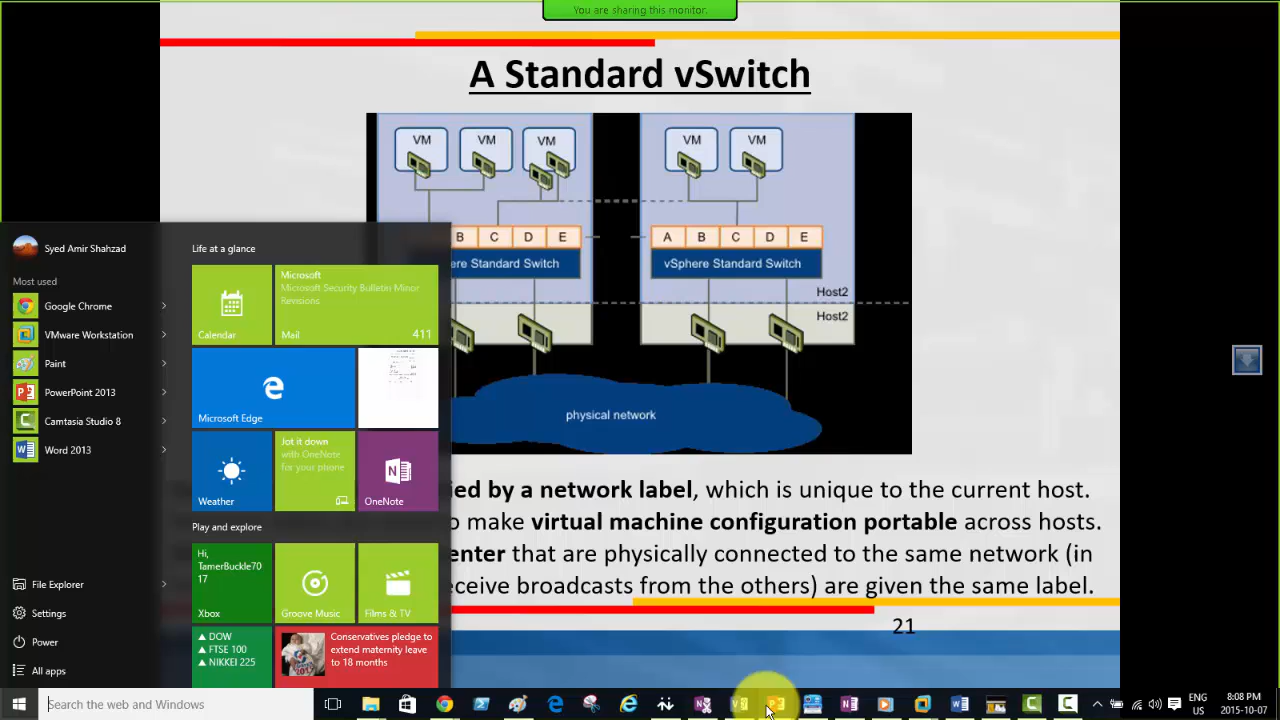 You are sharing this monitor.
A Standard vSwitch
VM VM VM VM VM
B C D E A B C D E
ere Standard Switch vSphere Standard Switch
Host2
Host2
physical network
ied by a network label, which is unique to the current host.
o make virtual machine configuration portable across hosts.
enter that are physically connected to the same network (in
eceive broadcasts from the others) are given the same label.
21
Syed Amir Shahzad
Most used
Google Chrome
VMware Workstation
Paint
PowerPoint 2013
Camtasia Studio 8
Word 2013
File Explorer
Settings
Power
All apps
Life at a glance
Calendar
Microsoft
Microsoft Security Bulletin Minor
Revisions
Mail 411
Microsoft Edge
Weather
Jot it down
with OneNote
for your phone
OneNote
Play and explore
Hi,
TamerBuckle70
17
Xbox
Groove Music
Films & TV
▲ DOW
▲ FTSE 100
▲ NIKKEI 225
Conservatives pledge to
extend maternity leave
to 18 months
Search the web and Windows
ENG
US
8:08 PM
2015-10-07